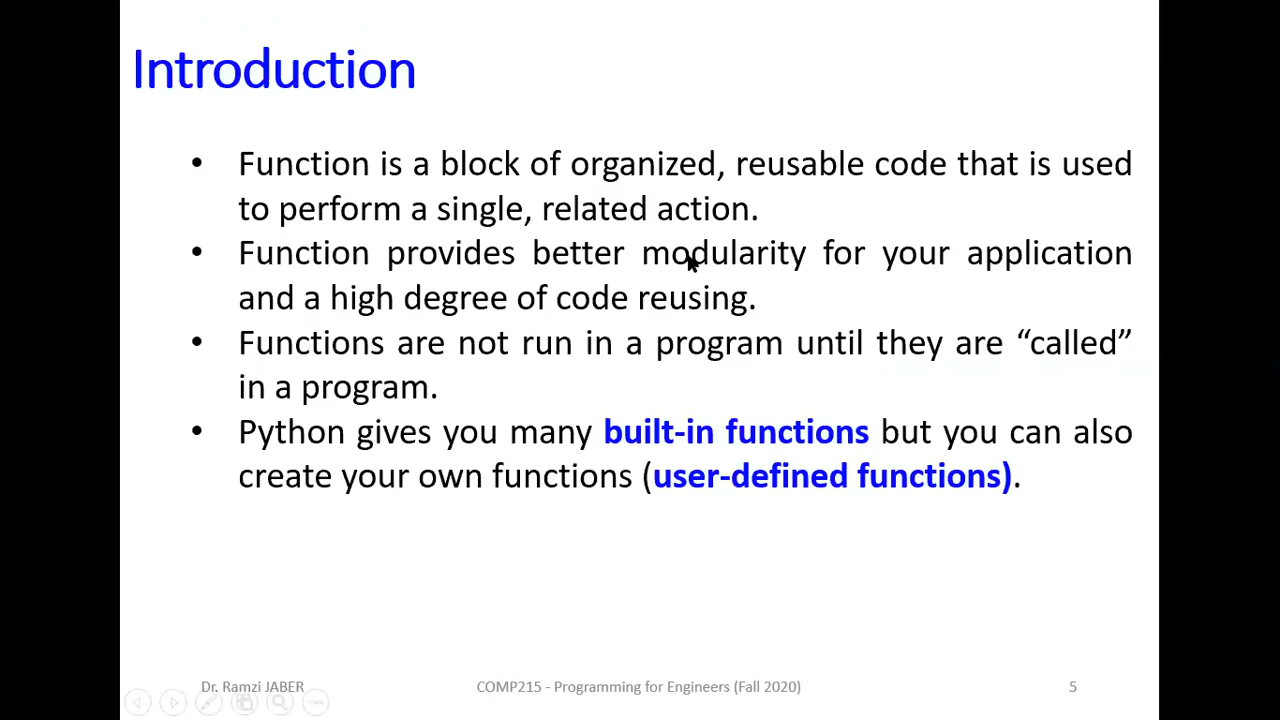 Introduction
• Function is a block of organized, reusable code that is used
to perform a single, related action.
• Function provides better modularity for your application
and a high degree of code reusing.
• Functions are not run in a program until they are “called”
in a program.
• Python gives you many built-in functions but you can also
create your own functions (user-defined functions).
Dr. Ramzi JABER
COMP215 - Programming for Engineers (Fall 2020)
5